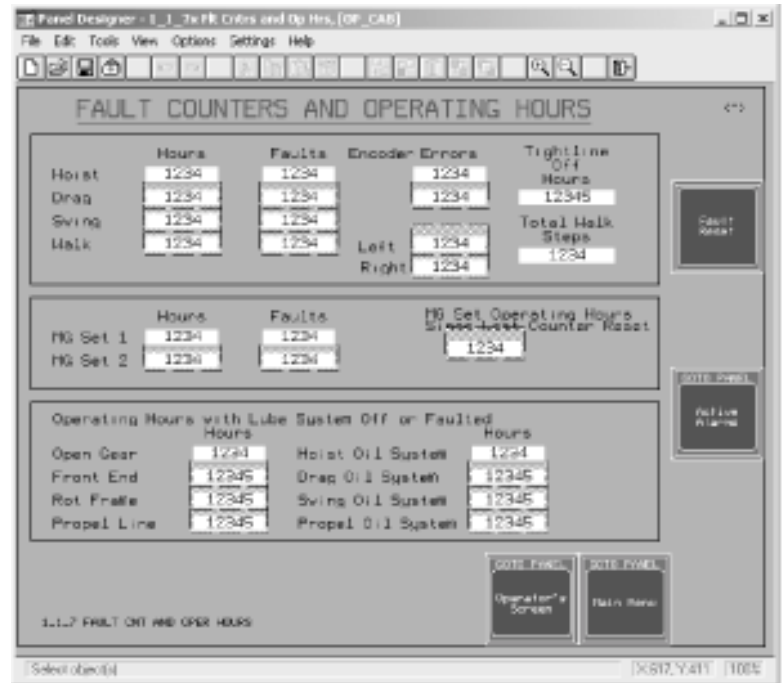 Panel Designer - 1_1_7x Flt Cntrs and Op Hrs, [OP_CAB]
File Edit Tools View Options Settings Help
FAULT COUNTERS AND OPERATING HOURS
Hours Faults Encoder Errors Tightline Off Hours
Hoist 1234 1234 1234 12345
Drag 1234 1234 1234
Swing 1234 1234 Total Walk Steps
Walk 1234 1234 Left 1234 1234
Right 1234
Fault Reset
Hours Faults MG Set Operating Hours
Since Last Counter Reset
MG Set 1 1234 1234 1234
MG Set 2 1234 1234
GOTO PANEL
Active Alarms
Operating Hours with Lube System Off or Faulted
Hours Hours
Open Gear 1234 Hoist Oil System 1234
Front End 12345 Drag Oil System 12345
Rot Frame 12345 Swing Oil System 12345
Propel Line 12345 Propel Oil System 12345
GOTO PANEL GOTO PANEL
Operator's Screen Main Menu
1_1_7 FAULT CNT AND OPER HOURS
Select object(s) X:617, Y:411 100%